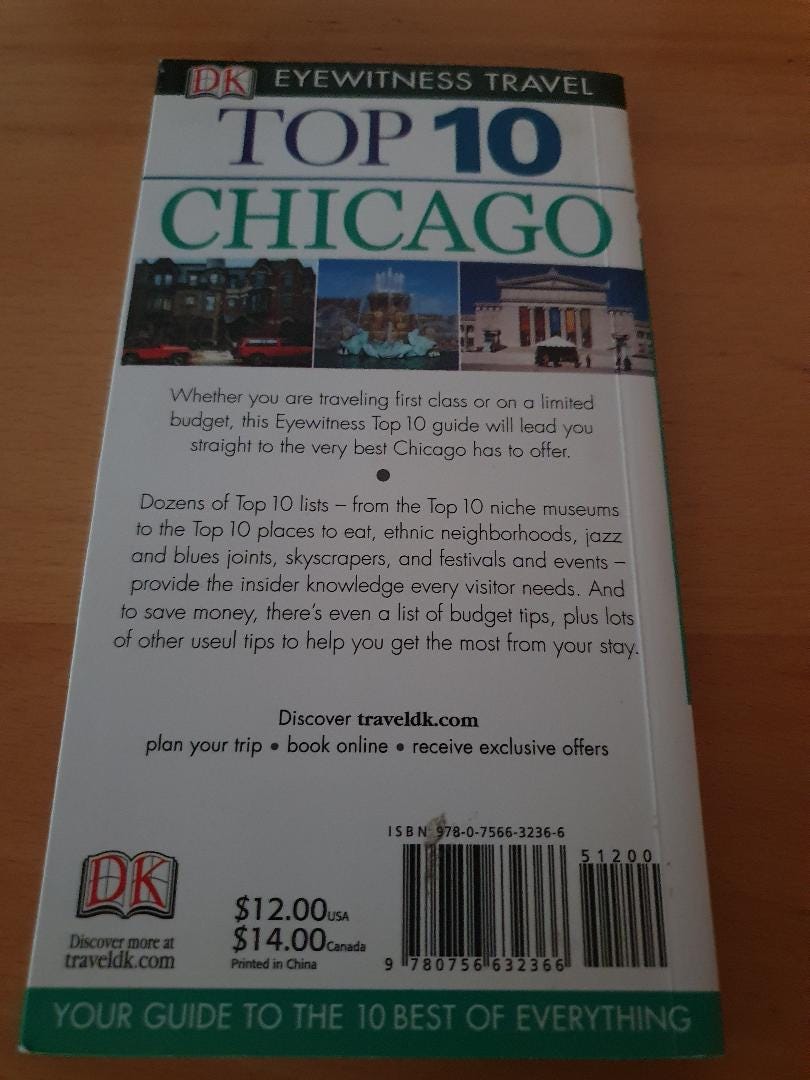 DK EYEWITNESS TRAVEL
TOP 10
CHICAGO
Whether you are traveling first class or on a limited
budget, this Eyewitness Top 10 guide will lead you
straight to the very best Chicago has to offer.
Dozens of Top 10 lists – from the Top 10 niche museums
to the Top 10 places to eat, ethnic neighborhoods, jazz
and blues joints, skyscrapers, and festivals and events –
provide the insider knowledge every visitor needs. And
to save money, there's even a list of budget tips, plus lots
of other useul tips to help you get the most from your stay.
Discover traveldk.com
plan your trip • book online • receive exclusive offers
ISBN 978-0-7566-3236-6
51200
DK
Discover more at
traveldk.com
$12.00 USA
$14.00 Canada
Printed in China
9 780756 632366
YOUR GUIDE TO THE 10 BEST OF EVERYTHING